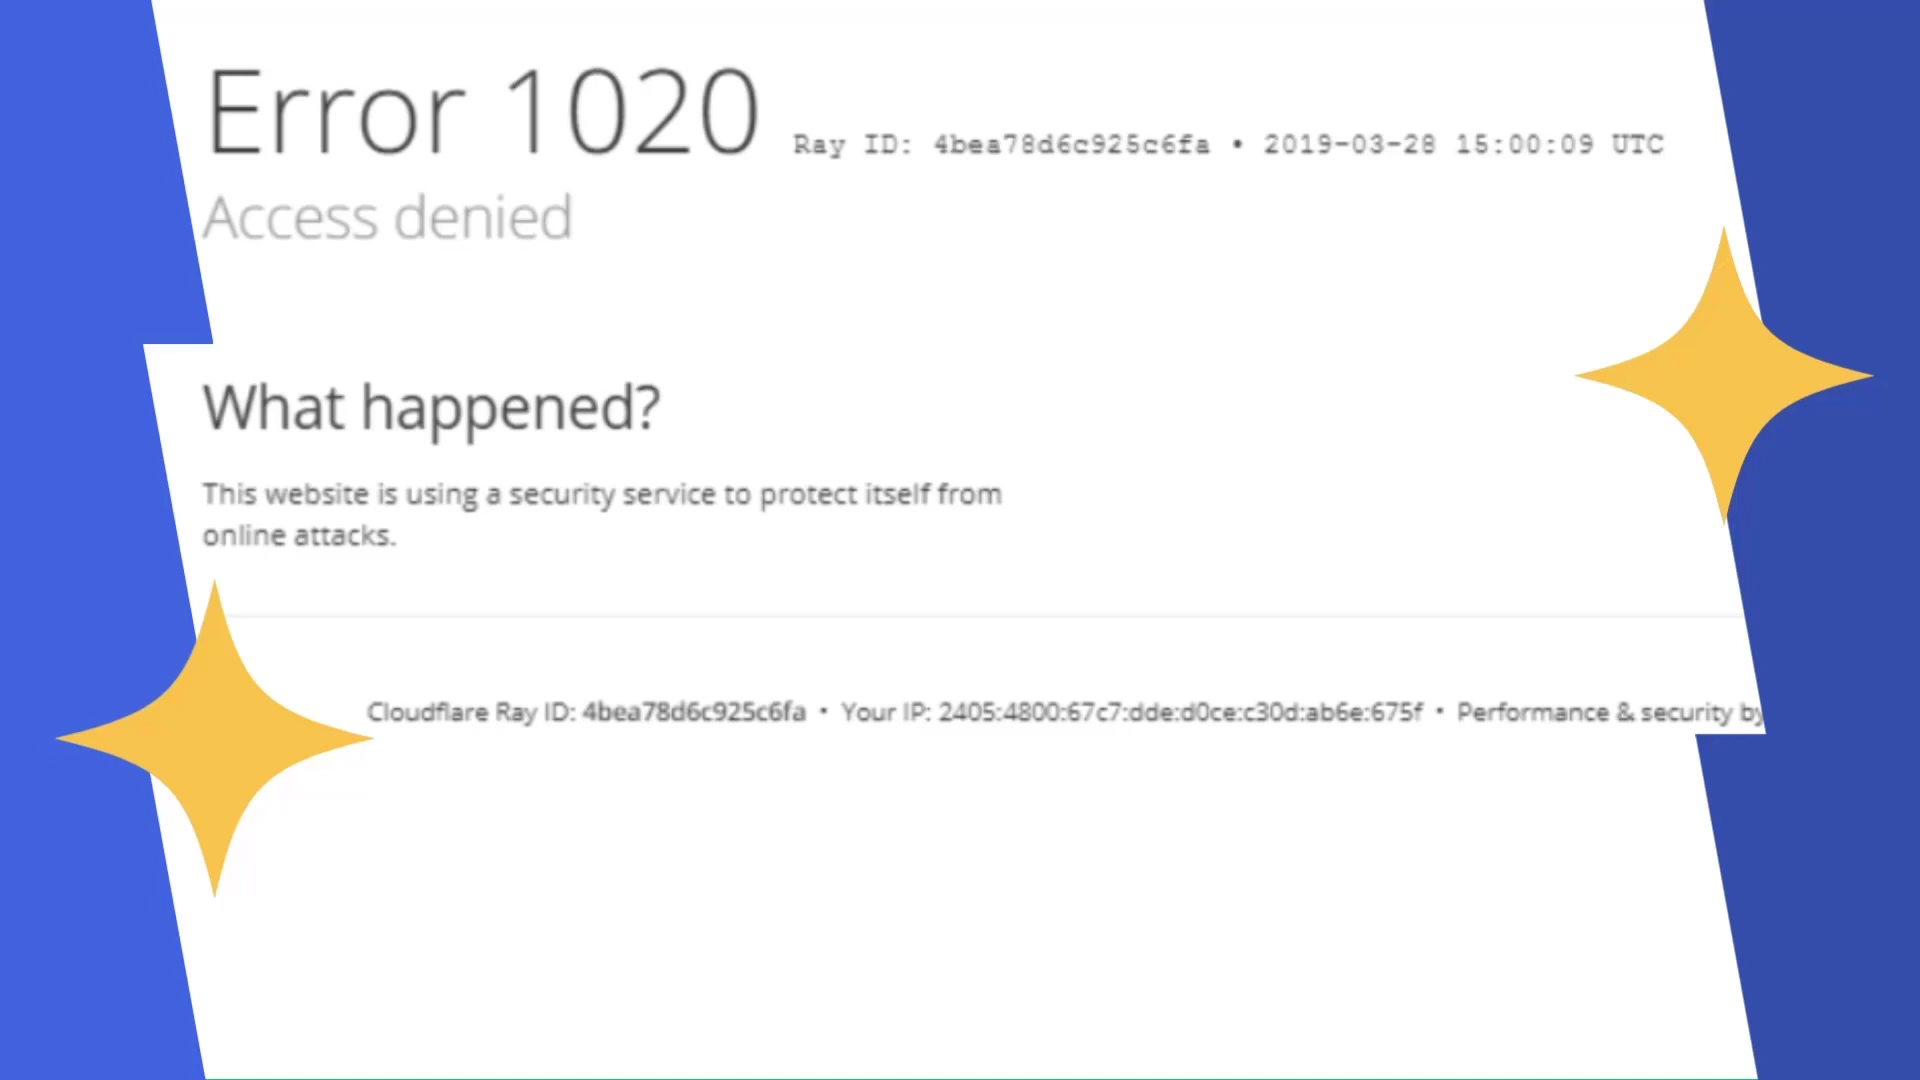 Error 1020 Ray ID: 4bea78d6c925c6fa • 2019-03-28 15:00:09 UTC
Access denied
What happened?
This website is using a security service to protect itself from
online attacks.
Cloudflare Ray ID: 4bea78d6c925c6fa • Your IP: 2405:4800:67c7:dde:d0ce:c30d:ab6e:675f • Performance & security by